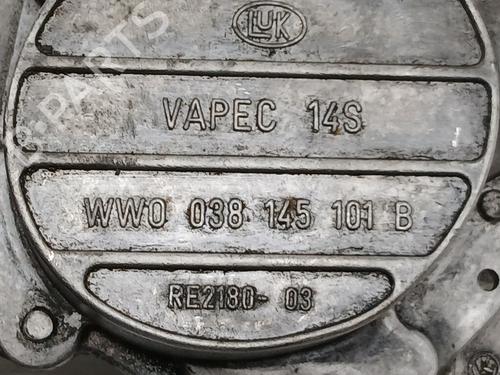 LUK
VAPEC 14S
WWO 038 145 101 B
RE2180- 03